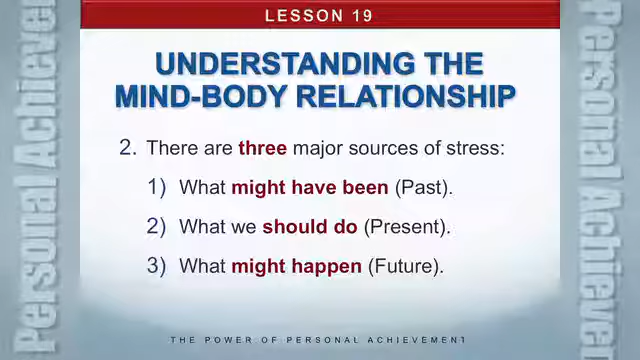 LESSON 19
UNDERSTANDING THE
MIND-BODY RELATIONSHIP
2. There are three major sources of stress:
1) What might have been (Past).
2) What we should do (Present).
3) What might happen (Future).
THE POWER OF PERSONAL ACHIEVEMENT
Personal Achiever
Personal Achiever